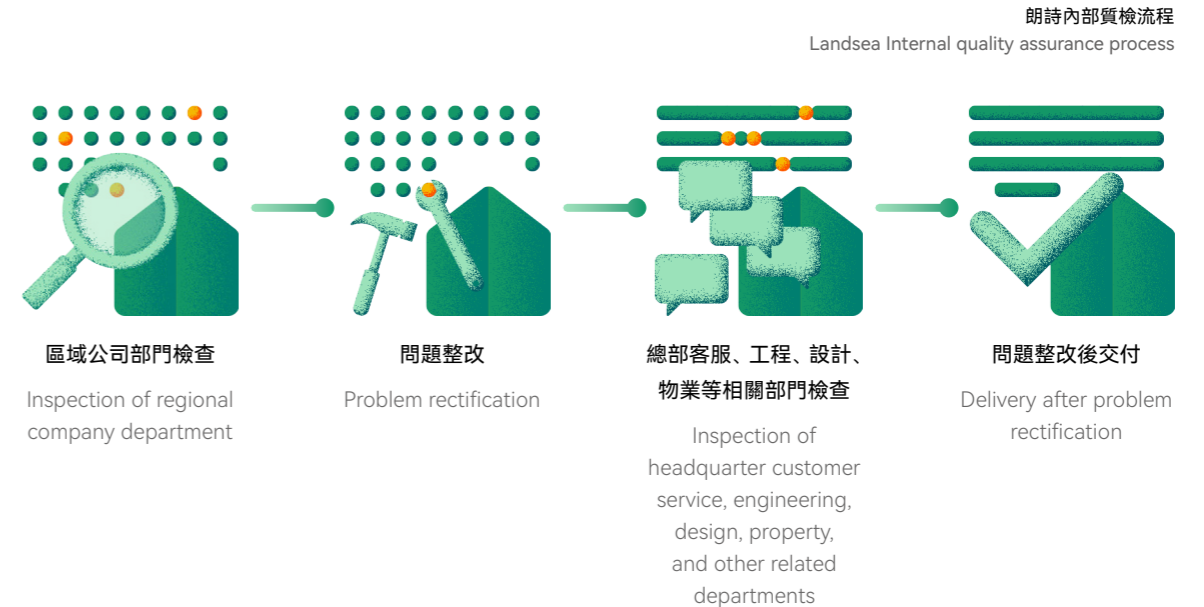 朗詩內部質檢流程
Landsea Internal quality assurance process
區域公司部門檢查
Inspection of regional
company department
問題整改
Problem rectification
總部客服、工程、設計、
物業等相關部門檢查
Inspection of
headquarter customer
service, engineering,
design, property,
and other related
departments
問題整改後交付
Delivery after problem
rectification